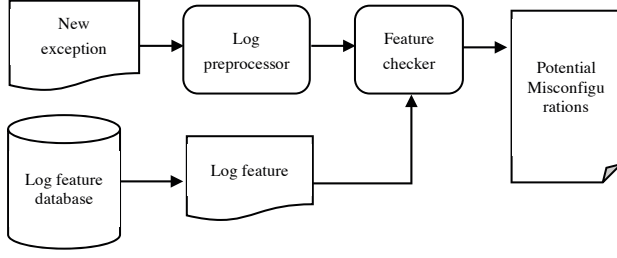 New
exception
Log
preprocessor
Feature
checker
Potential
Misconfigu
rations
Log feature
database
Log feature